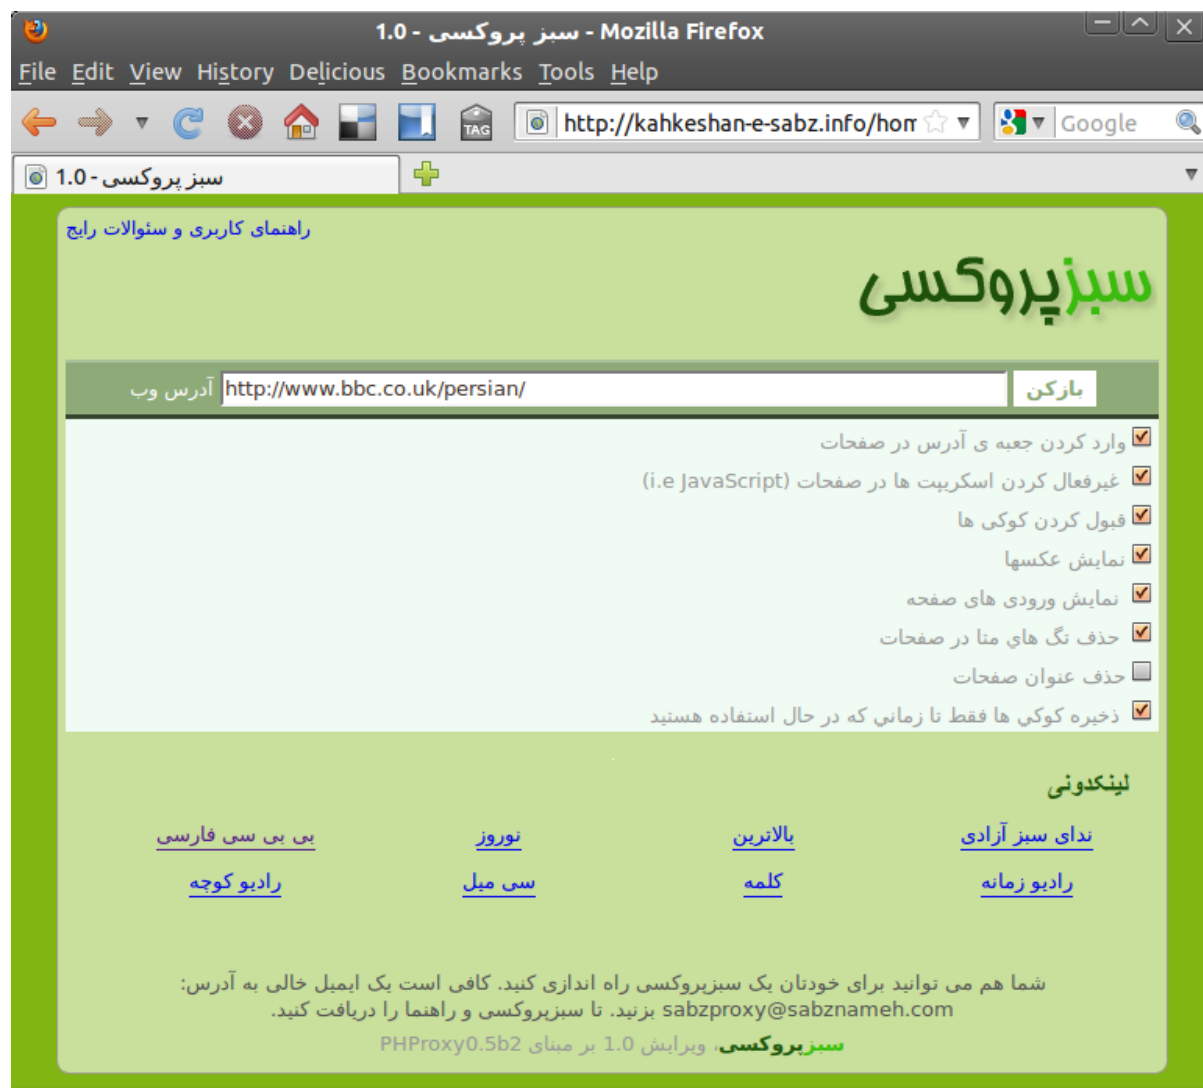 سبز پروکسی - 1.0 - Mozilla Firefox
File Edit View History Delicious Bookmarks Tools Help
TAG http://kahkeshan-e-sabz.info/hom Google
سبز پروکسی - 1.0
راهنمای کاربری و سئوالات رایج
سبزپروکسی
آدرس وب http://www.bbc.co.uk/persian/ بازکن
وارد کردن جعبه ی آدرس در صفحات
غیرفعال کردن اسکریپت ها در صفحات (i.e JavaScript)
قبول کردن کوکی ها
نمایش عکسها
نمایش ورودی های صفحه
حذف تگ هاي متا در صفحات
حذف عنوان صفحات
ذخيره كوكي ها فقط تا زماني كه در حال استفاده هستيد
لینکدونی
ندای سبز آزادی بالاترین نوروز بی بی سی فارسی
رادیو زمانه کلمه سی میل رادیو کوچه
شما هم می توانید برای خودتان یک سبزپروکسی راه اندازی کنید. کافی است یک ایمیل خالی به آدرس:
sabzproxy@sabznameh.com بزنید. تا سبزپروکسی و راهنما را دریافت کنید.
سبزپروکسی، ویرایش 1.0 بر مبنای PHProxy0.5b2